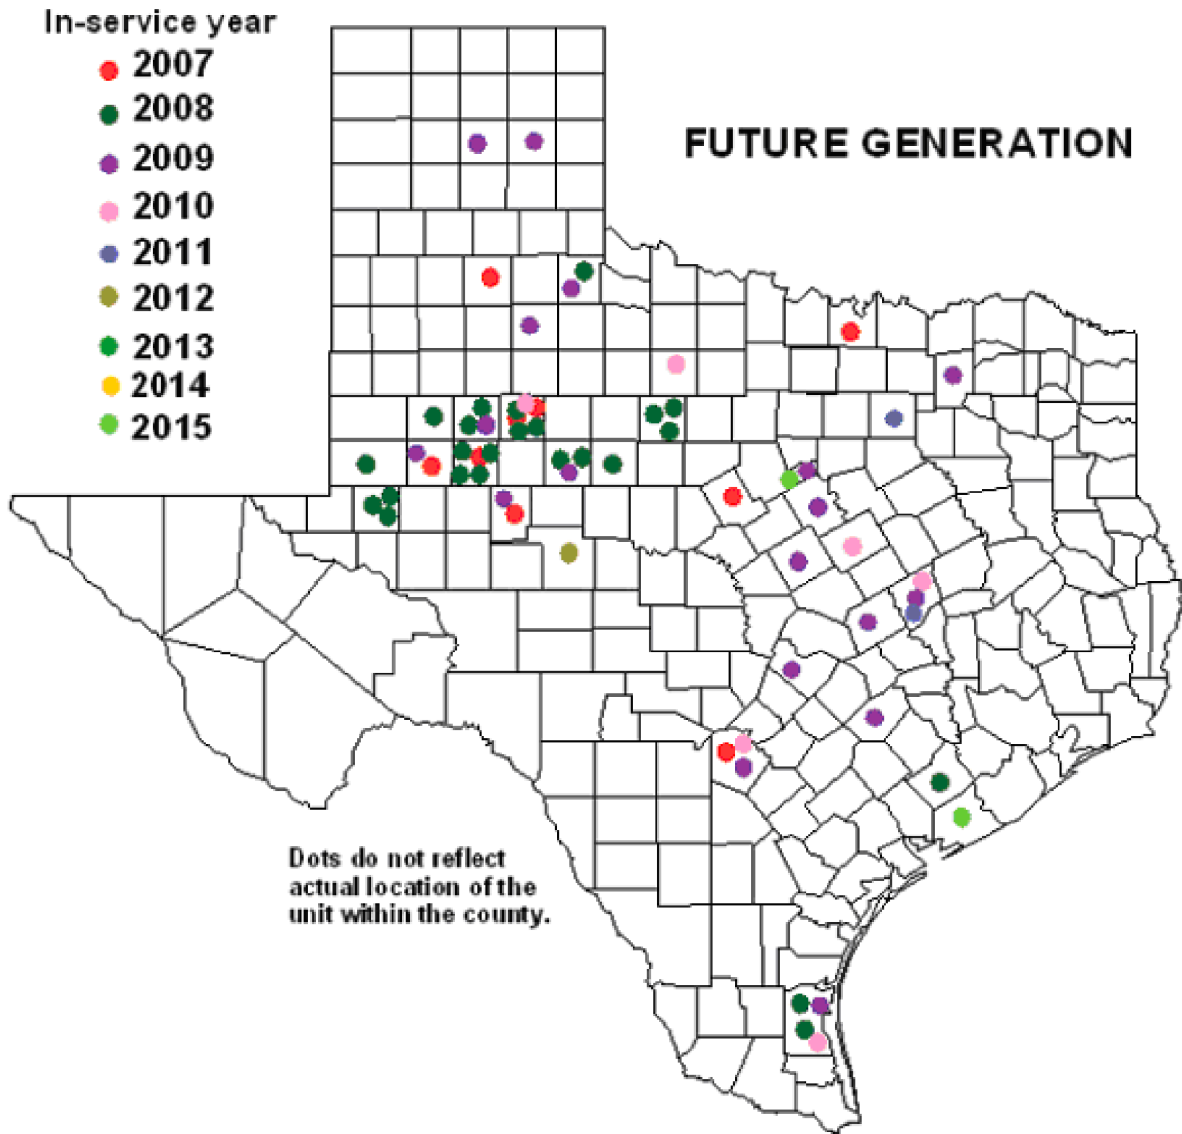 In-service year
2007
2008
2009
2010
2011
2012
2013
2014
2015
FUTURE GENERATION
Dots do not reflect
actual location of the
unit within the county.